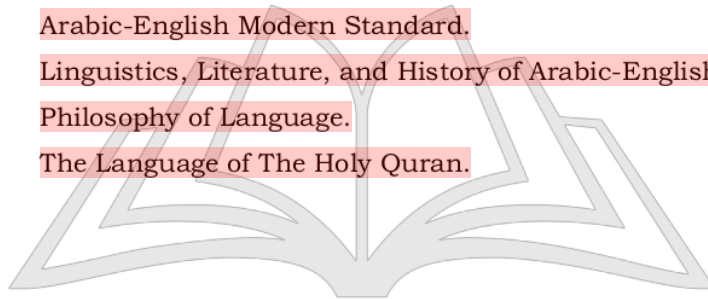 Arabic-English Modern Standard.
Linguistics, Literature, and History of Arabic-English
Philosophy of Language.
The Language of The Holy Quran.